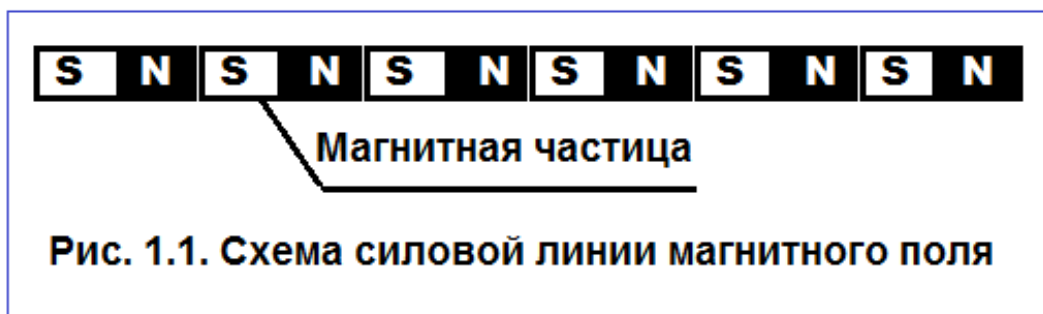 S N S N S N S N S N S N
Магнитная частица
Рис. 1.1. Схема силовой линии магнитного поля